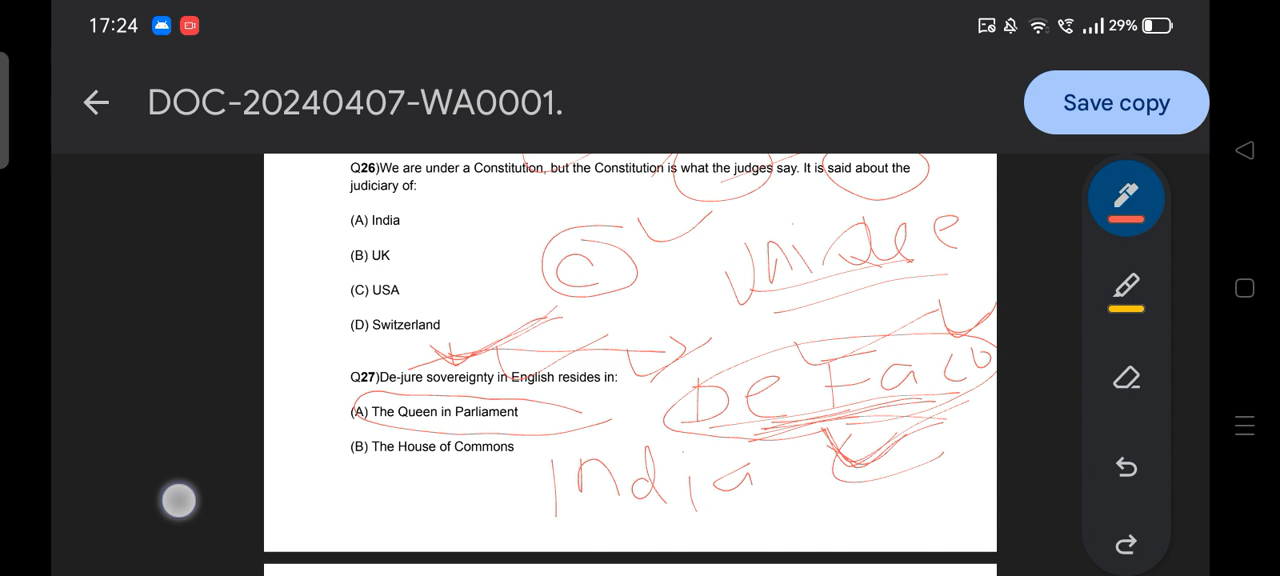 17:24
29%
DOC-20240407-WA0001.
Save copy
Q26)We are under a Constitution, but the Constitution is what the judges say. It is said about the
judiciary of:
(A) India
(B) UK
(C) USA
(D) Switzerland
C
Q27)De-jure sovereignty in English resides in:
(A) The Queen in Parliament
(B) The House of Commons
De Faco
India